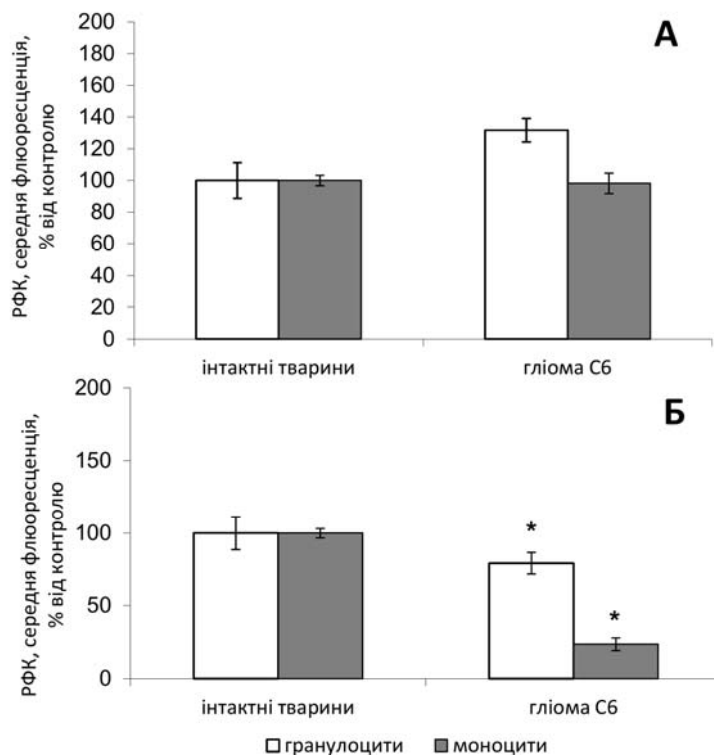 РФК, середня флюоресценція,
% від контролю
200
180
160
140
120
100
80
60
40
20
0
А
інтактні тварини
гліома С6
РФК, середня флюоресценція,
% від контролю
200
150
100
50
0
Б
*
*
інтактні тварини
гліома С6
гранулоцити
моноцити